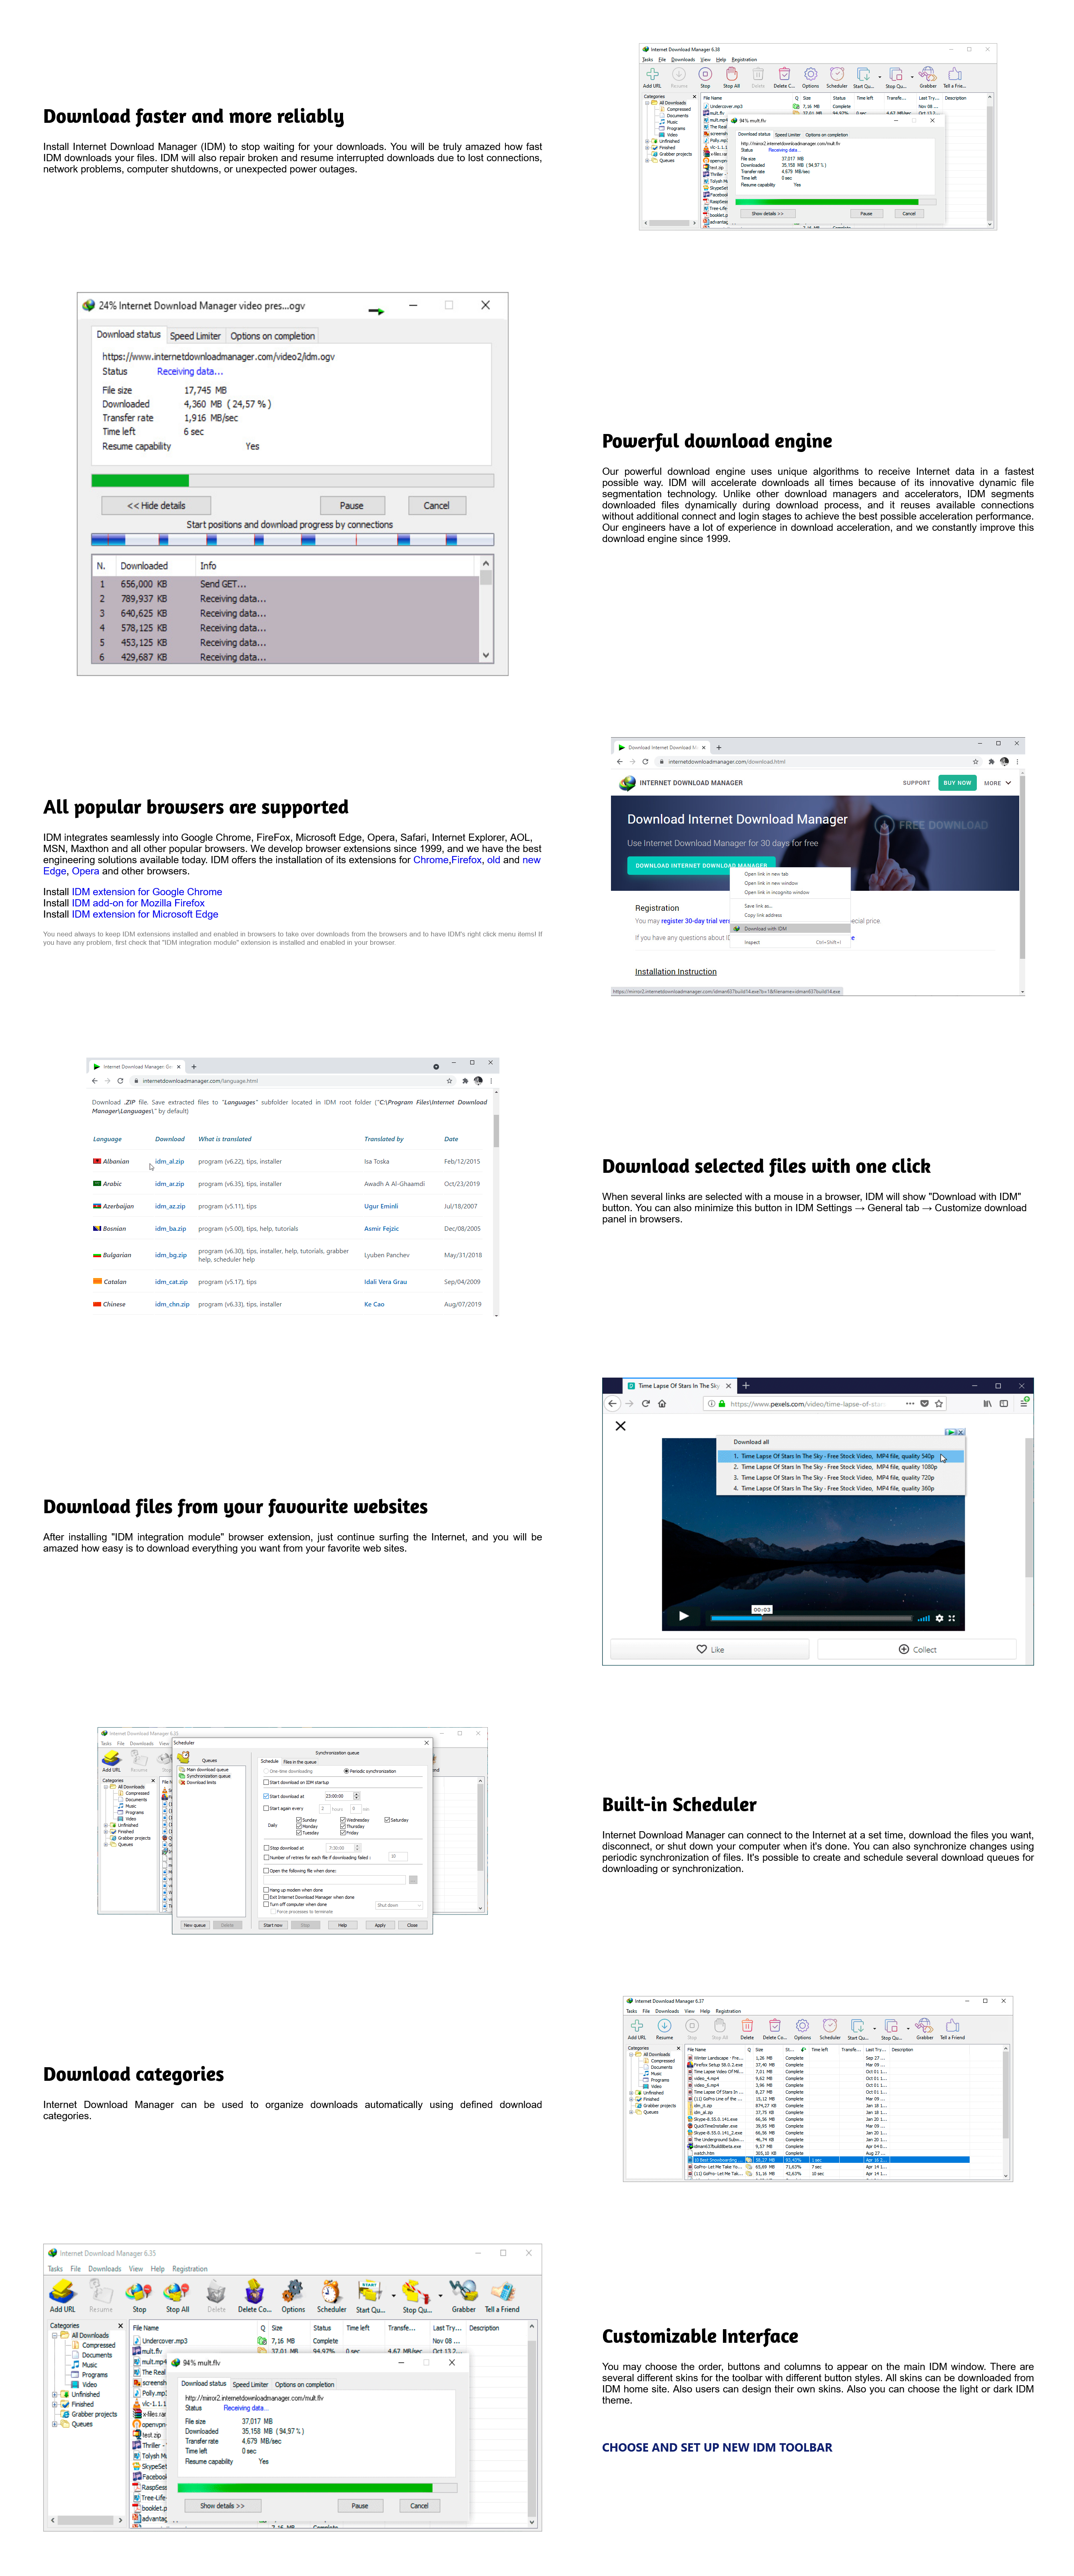 Download faster and more reliably
Install Internet Download Manager (IDM) to stop waiting for your downloads. You will be truly amazed how fast
IDM downloads your files. IDM will also repair broken and resume interrupted downloads due to lost connections,
network problems, computer shutdowns, or unexpected power outages.
Internet Download Manager 6.38
Tasks File Downloads View Help Registration
Add URL Resume Stop Stop All Delete Delete C... Options Scheduler Start Qu... Stop Qu... Grabber Tell a Frie...
Categories
All Downloads
Compressed
Documents
Music
Programs
Video
Unfinished
Finished
Grabber projects
Queues
File Name Q Size Status Time left Transfe... Last Try... Description
Undercover.mp3 7,16 MB Complete Nov 08 ...
94% mult.flv
Download status Speed Limiter Options on completion
http://mirror2.internetdownloadmanager.com/mult.flv
Status Receiving data...
File size 37,017 MB
Downloaded 35,158 MB ( 94,97 % )
Transfer rate 4,679 MB/sec
Time left 0 sec
Resume capability Yes
Show details >> Pause Cancel
24% Internet Download Manager video pres...ogv
Download status Speed Limiter Options on completion
https://www.internetdownloadmanager.com/video2/idm.ogv
Status Receiving data...
File size 17,745 MB
Downloaded 4,360 MB ( 24,57 % )
Transfer rate 1,916 MB/sec
Time left 6 sec
Resume capability Yes
<< Hide details Pause Cancel
Start positions and download progress by connections
N. Downloaded Info
1 656,000 KB Send GET...
2 789,937 KB Receiving data...
3 640,625 KB Receiving data...
4 578,125 KB Receiving data...
5 453,125 KB Receiving data...
6 429,687 KB Receiving data...
Powerful download engine
Our powerful download engine uses unique algorithms to receive Internet data in a fastest
possible way. IDM will accelerate downloads all times because of its innovative dynamic file
segmentation technology. Unlike other download managers and accelerators, IDM segments
downloaded files dynamically during download process, and it reuses available connections
without additional connect and login stages to achieve the best possible acceleration performance.
Our engineers have a lot of experience in download acceleration, and we constantly improve this
download engine since 1999.
All popular browsers are supported
IDM integrates seamlessly into Google Chrome, FireFox, Microsoft Edge, Opera, Safari, Internet Explorer, AOL,
MSN, Maxthon and all other popular browsers. We develop browser extensions since 1999, and we have the best
engineering solutions available today. IDM offers the installation of its extensions for Chrome,Firefox, old and new
Edge, Opera and other browsers.
Install IDM extension for Google Chrome
Install IDM add-on for Mozilla Firefox
Install IDM extension for Microsoft Edge
You need always to keep IDM extensions installed and enabled in browsers to take over downloads from the browsers and to have IDM's right click menu items! If
you have any problem, first check that "IDM integration module" extension is installed and enabled in your browser.
internetdownloadmanager.com/download.html
INTERNET DOWNLOAD MANAGER SUPPORT BUY NOW MORE
Download Internet Download Manager
FREE DOWNLOAD
Use Internet Download Manager for 30 days for free
DOWNLOAD INTERNET DOWNLOAD MANAGER
Open link in new tab
Open link in new window
Open link in incognito window
Save link as...
Copy link address
Download with IDM
Inspect Ctrl+Shift+I
Registration
You may register 30-day trial vers ecial price.
If you have any questions about I
Installation Instruction
internetdownloadmanager.com/language.html
Download .ZIP file. Save extracted files to "Languages" subfolder located in IDM root folder ("C:\Program Files\Internet Download
Manager\Languages\" by default)
Language Download What is translated Translated by Date
Albanian idm_al.zip program (v6.22), tips, installer Isa Toska Feb/12/2015
Arabic idm_ar.zip program (v6.35), tips, installer Awadh A Al-Ghaamdi Oct/23/2019
Azerbaijan idm_az.zip program (v5.11), tips Ugur Eminli Jul/18/2007
Bosnian idm_ba.zip program (v5.00), tips, help, tutorials Asmir Fejzic Dec/08/2005
Bulgarian idm_bg.zip program (v6.30), tips, installer, help, tutorials, grabber help, scheduler help Lyuben Panchev May/31/2018
Catalan idm_cat.zip program (v5.17), tips Idali Vera Grau Sep/04/2009
Chinese idm_chn.zip program (v6.33), tips, installer Ke Cao Aug/07/2019
Download selected files with one click
When several links are selected with a mouse in a browser, IDM will show "Download with IDM"
button. You can also minimize this button in IDM Settings → General tab → Customize download
panel in browsers.
Download files from your favourite websites
After installing "IDM integration module" browser extension, just continue surfing the Internet, and you will be
amazed how easy is to download everything you want from your favorite web sites.
Time Lapse Of Stars In The Sky
https://www.pexels.com/video/time-lapse-of-star
Download all
1. Time Lapse Of Stars In The Sky - Free Stock Video, MP4 file, quality 540p
2. Time Lapse Of Stars In The Sky - Free Stock Video, MP4 file, quality 1080p
3. Time Lapse Of Stars In The Sky - Free Stock Video, MP4 file, quality 720p
4. Time Lapse Of Stars In The Sky - Free Stock Video, MP4 file, quality 360p
00:03
Like Collect
Scheduler
Queues
Main download queue
Synchronization queue
Download limits
Synchronization queue
Schedule Files in the queue
One-time downloading Periodic synchronization
Start download on IDM startup
Start download at 23:00:00
Start again every 2 hours 0 min
Daily
Sunday Wednesday Saturday
Monday Thursday
Tuesday Friday
Stop download at 7:30:00
Number of retries for each file if downloading failed : 10
Open the following file when done:
Hang up modem when done
Exit Internet Download Manager when done
Turn off computer when done Shut down
Force processes to terminate
New queue Delete Start now Stop Help Apply Close
Built-in Scheduler
Internet Download Manager can connect to the Internet at a set time, download the files you want,
disconnect, or shut down your computer when it's done. You can also synchronize changes using
periodic synchronization of files. It's possible to create and schedule several download queues for
downloading or synchronization.
Download categories
Internet Download Manager can be used to organize downloads automatically using defined download
categories.
Internet Download Manager 6.37
Tasks File Downloads View Help Registration
Add URL Resume Stop Stop All Delete Delete Co... Options Scheduler Start Qu... Stop Qu... Grabber Tell a Friend
Internet Download Manager 6.35
Tasks File Downloads View Help Registration
Add URL Resume Stop Stop All Delete Delete Co... Options Scheduler Start Qu... Stop Qu... Grabber Tell a Friend
Categories
All Downloads
Compressed
Documents
Music
Programs
Video
Unfinished
Finished
Grabber projects
Queues
File Name Q Size Status Time left Transfe... Last Try... Description
Undercover.mp3 7,16 MB Complete Nov 08 ...
94% mult.flv
Download status Speed Limiter Options on completion
http://mirror2.internetdownloadmanager.com/mult.flv
Status Receiving data...
File size 37,017 MB
Downloaded 35,158 MB ( 94,97 % )
Transfer rate 4,679 MB/sec
Time left 0 sec
Resume capability Yes
Show details >> Pause Cancel
Customizable Interface
You may choose the order, buttons and columns to appear on the main IDM window. There are
several different skins for the toolbar with different button styles. All skins can be downloaded from
IDM home site. Also users can design their own skins. Also you can choose the light or dark IDM
theme.
CHOOSE AND SET UP NEW IDM TOOLBAR